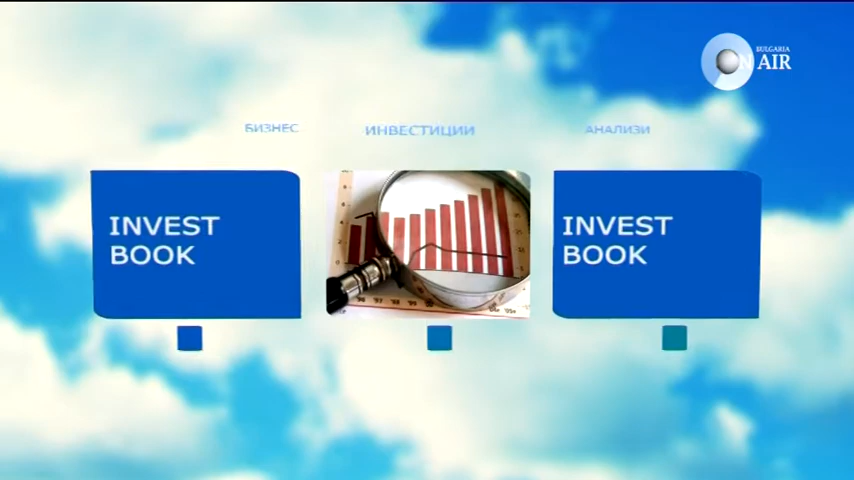 BULGARIA
ON AIR
БИЗНЕС
ИНВЕСТИЦИИ
АНАЛИЗИ
INVEST
BOOK
INVEST
BOOK